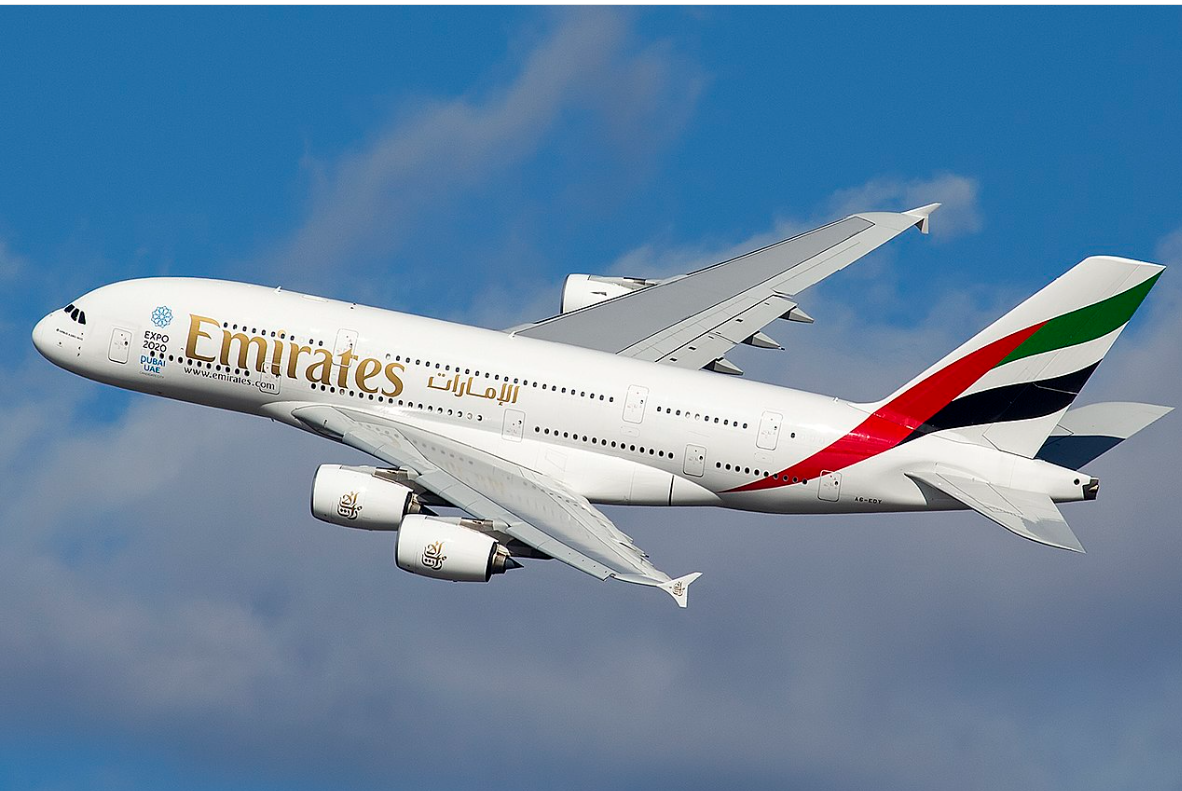 EXPO
2020
DUBAI
UAE
Emirates
الإمارات
www.emirates.com